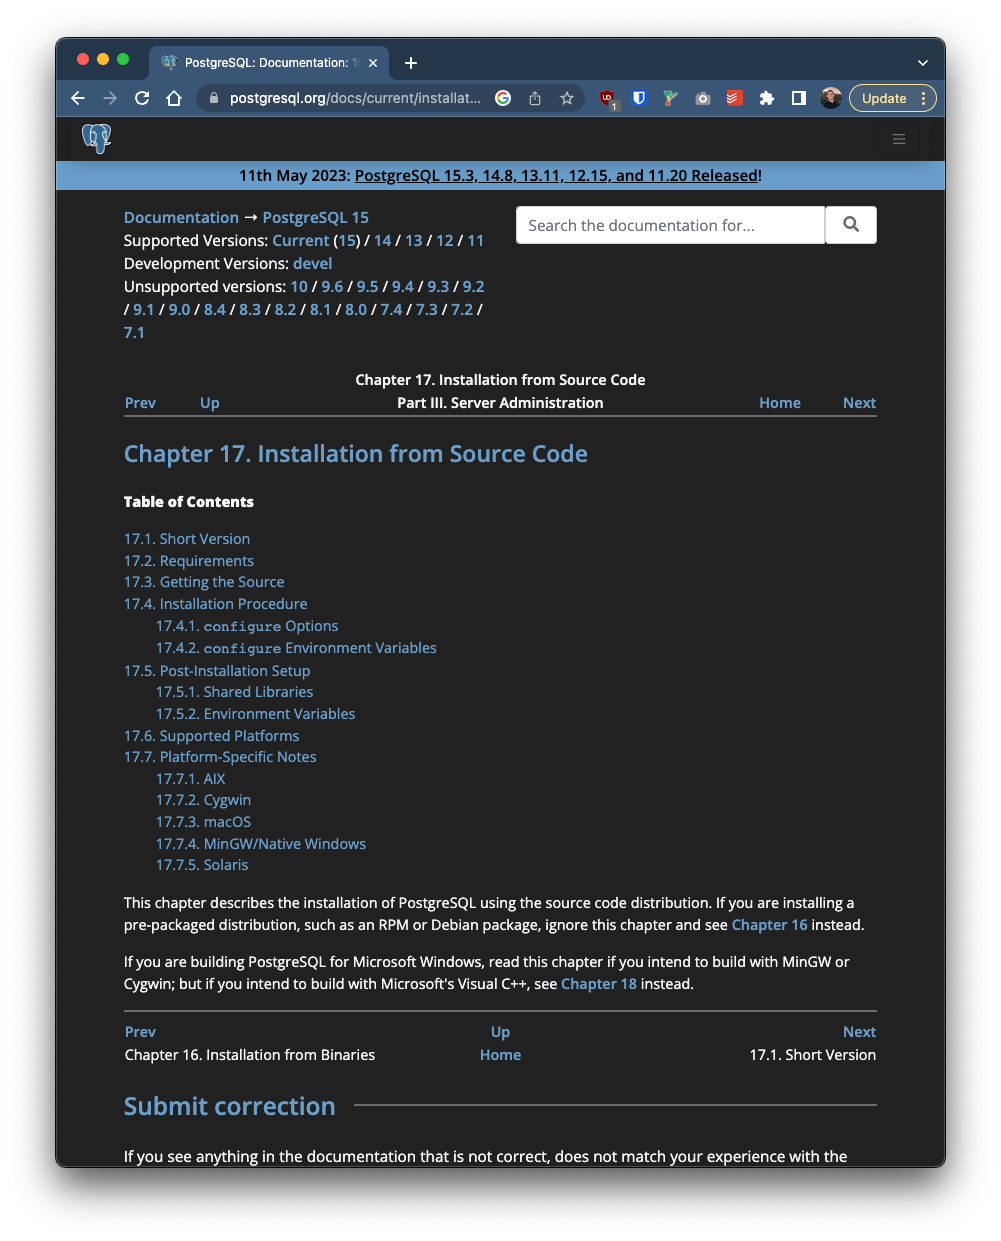 PostgreSQL: Documentation: 1
postgresql.org/docs/current/installat...
1
Update
11th May 2023: PostgreSQL 15.3, 14.8, 13.11, 12.15, and 11.20 Released!
Documentation → PostgreSQL 15
Search the documentation for...
Supported Versions: Current (15) / 14 / 13 / 12 / 11
Development Versions: devel
Unsupported versions: 10 / 9.6 / 9.5 / 9.4 / 9.3 / 9.2
/ 9.1 / 9.0 / 8.4 / 8.3 / 8.2 / 8.1 / 8.0 / 7.4 / 7.3 / 7.2 /
7.1
Chapter 17. Installation from Source Code
Prev Up Part III. Server Administration Home Next
Chapter 17. Installation from Source Code
Table of Contents
17.1. Short Version
17.2. Requirements
17.3. Getting the Source
17.4. Installation Procedure
17.4.1. configure Options
17.4.2. configure Environment Variables
17.5. Post-Installation Setup
17.5.1. Shared Libraries
17.5.2. Environment Variables
17.6. Supported Platforms
17.7. Platform-Specific Notes
17.7.1. AIX
17.7.2. Cygwin
17.7.3. macOS
17.7.4. MinGW/Native Windows
17.7.5. Solaris
This chapter describes the installation of PostgreSQL using the source code distribution. If you are installing a
pre-packaged distribution, such as an RPM or Debian package, ignore this chapter and see Chapter 16 instead.
If you are building PostgreSQL for Microsoft Windows, read this chapter if you intend to build with MinGW or
Cygwin; but if you intend to build with Microsoft's Visual C++, see Chapter 18 instead.
Prev Up Next
Chapter 16. Installation from Binaries Home 17.1. Short Version
Submit correction
If you see anything in the documentation that is not correct, does not match your experience with the